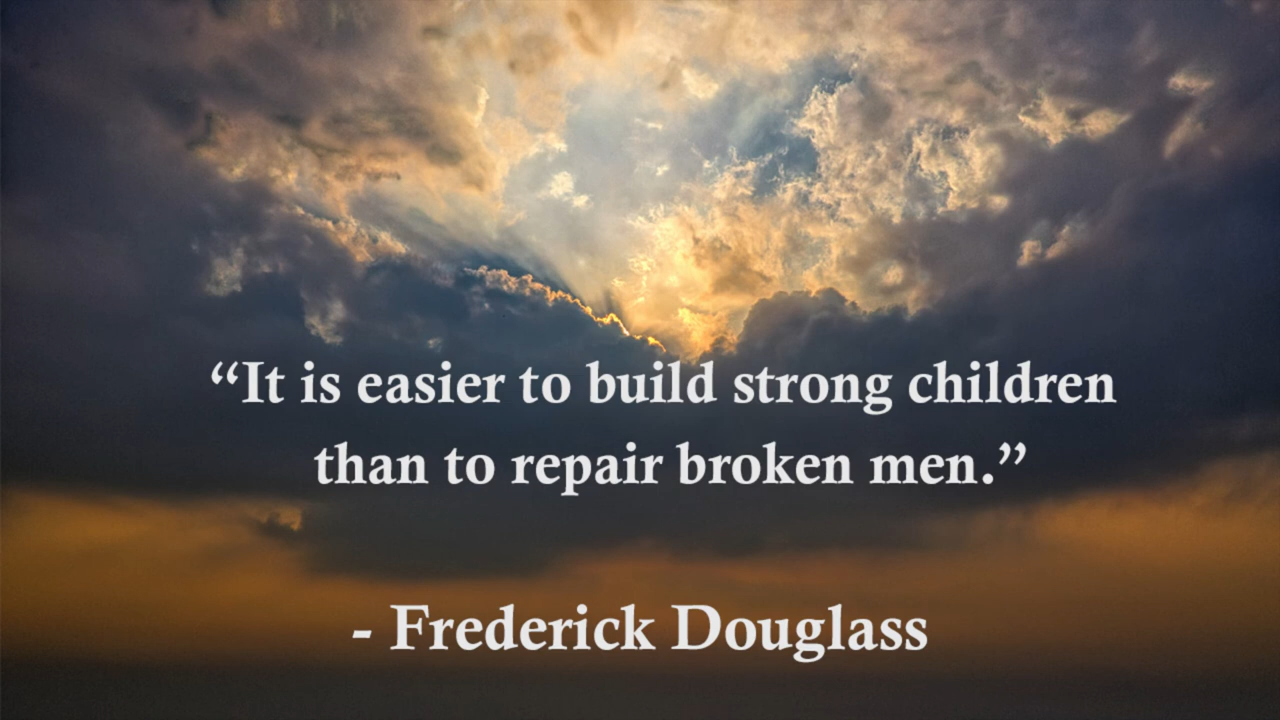 “It is easier to build strong children
than to repair broken men.”
- Frederick Douglass